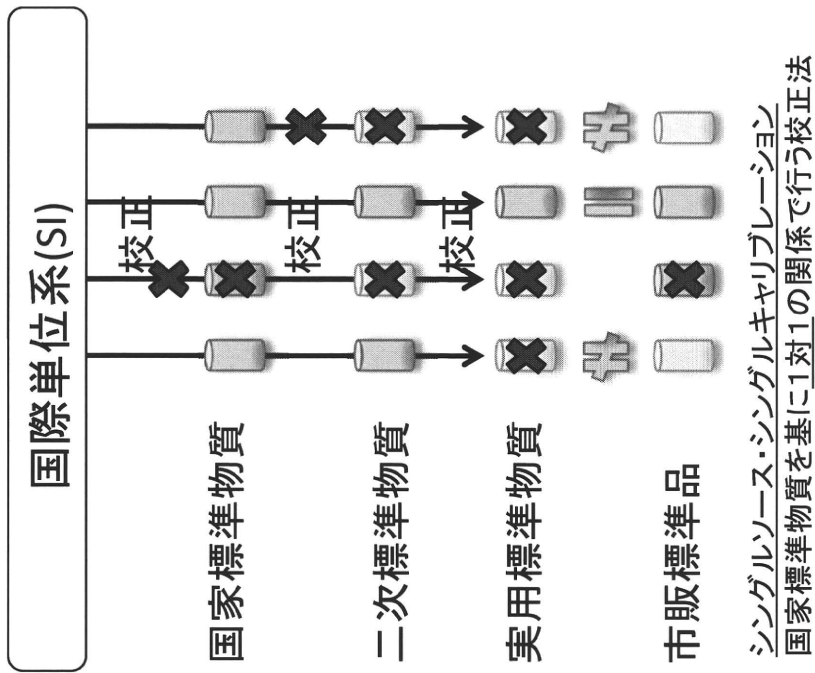 国際単位系(SI)
校正
国家標準物質
校正
二次標準物質
校正
実用標準物質
市販標準品
シングルソース・シングルキャリブレーション
国家標準物質を基に1対1の関係で行う校正法